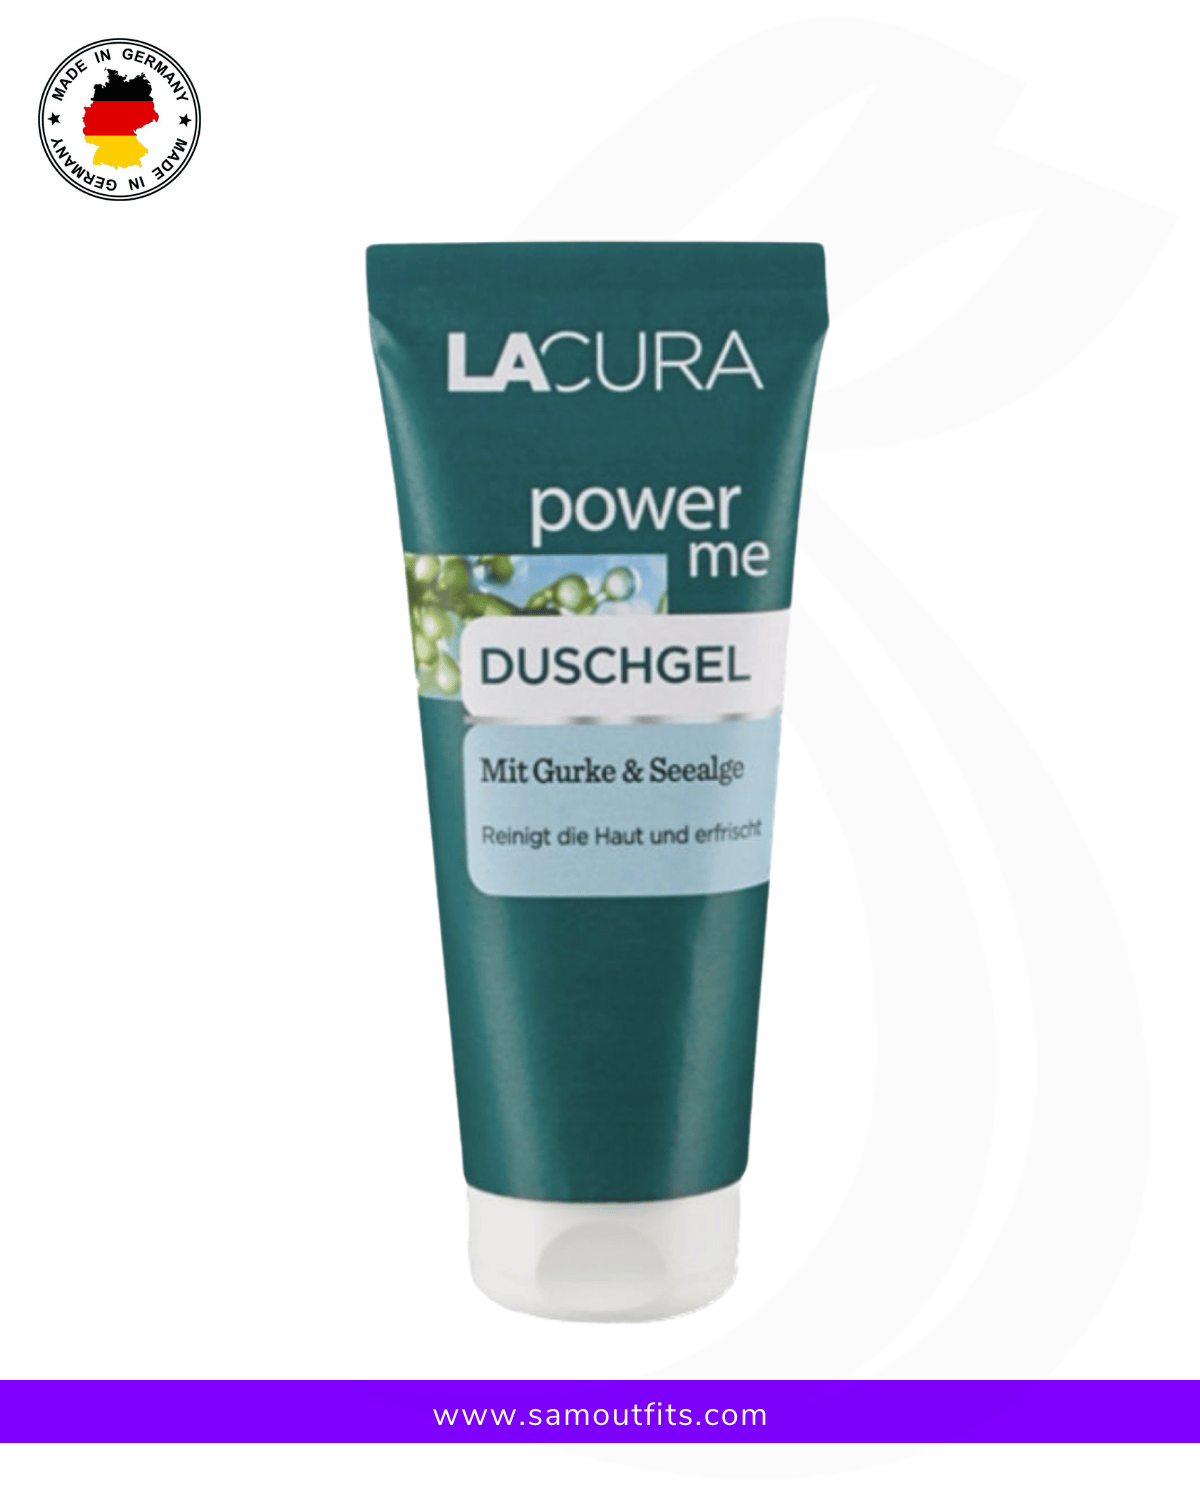 MADE IN GERMANY
MADE IN GERMANY
LACURA
power
me
DUSCHGEL
Mit Gurke & Seealge
Reinigt die Haut und erfrischt
www.samoutfits.com